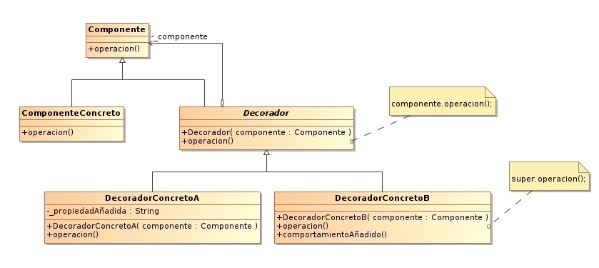 Componente
+operacion()
-_componente
ComponenteConcreto
+operacion()
Decorador
+Decorador( componente : Componente )
+operacion()
componente.operacion();
DecoradorConcretoA
-_propiedadAñadida : String
+DecoradorConcretoA( componente : Componente )
+operacion()
DecoradorConcretoB
+DecoradorConcretoB( componente : Componente )
+operacion()
+comportamientoAñadido()
super.operacion();